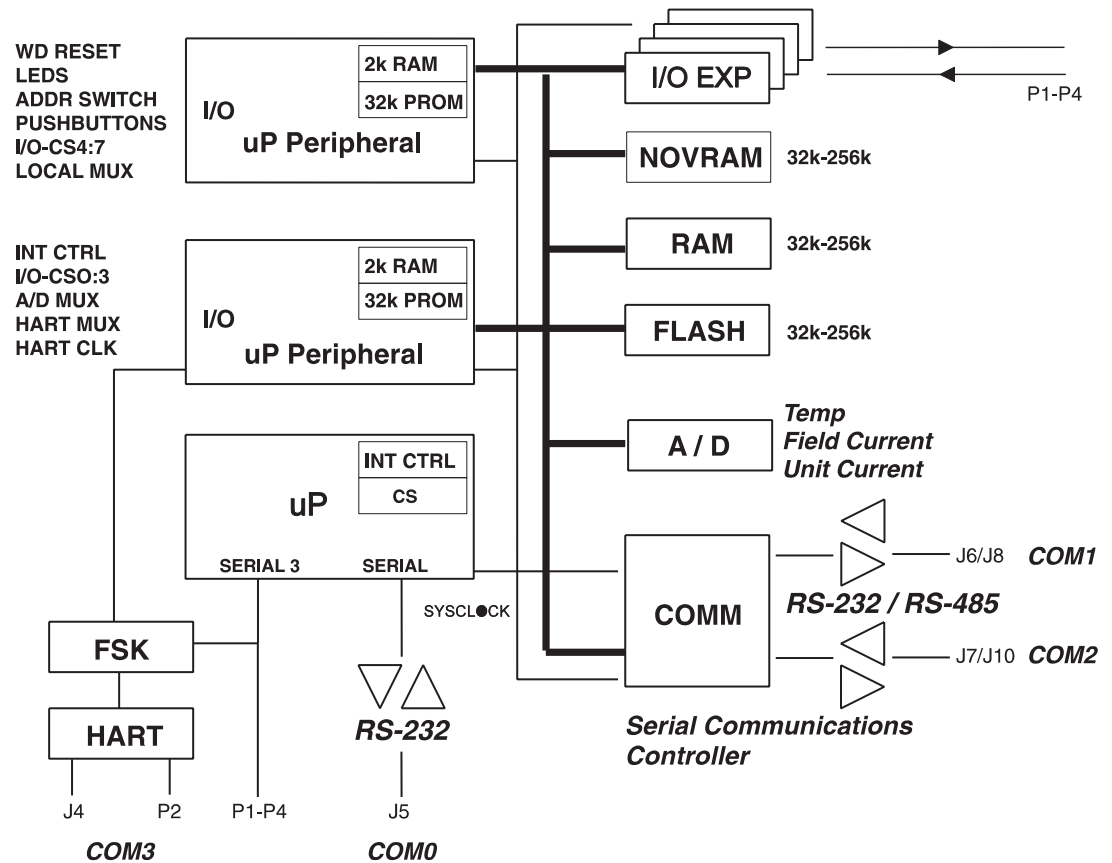 WD RESET
LEDS
ADDR SWITCH
PUSHBUTTONS
I/O-CS4:7
LOCAL MUX
I/O
2k RAM
32k PROM
uP Peripheral
I/O EXP
P1-P4
NOVRAM
32k-256k
RAM
32k-256k
FLASH
32k-256k
INT CTRL
I/O-CSO:3
A/D MUX
HART MUX
HART CLK
I/O
2k RAM
32k PROM
uP Peripheral
A / D
Temp
Field Current
Unit Current
uP
INT CTRL
CS
SERIAL 3
SERIAL
SYSCLOCK
COMM
Serial Communications
Controller
J6/J8
COM1
RS-232 / RS-485
J7/J10
COM2
FSK
HART
RS-232
J4
P2
P1-P4
J5
COM3
COM0